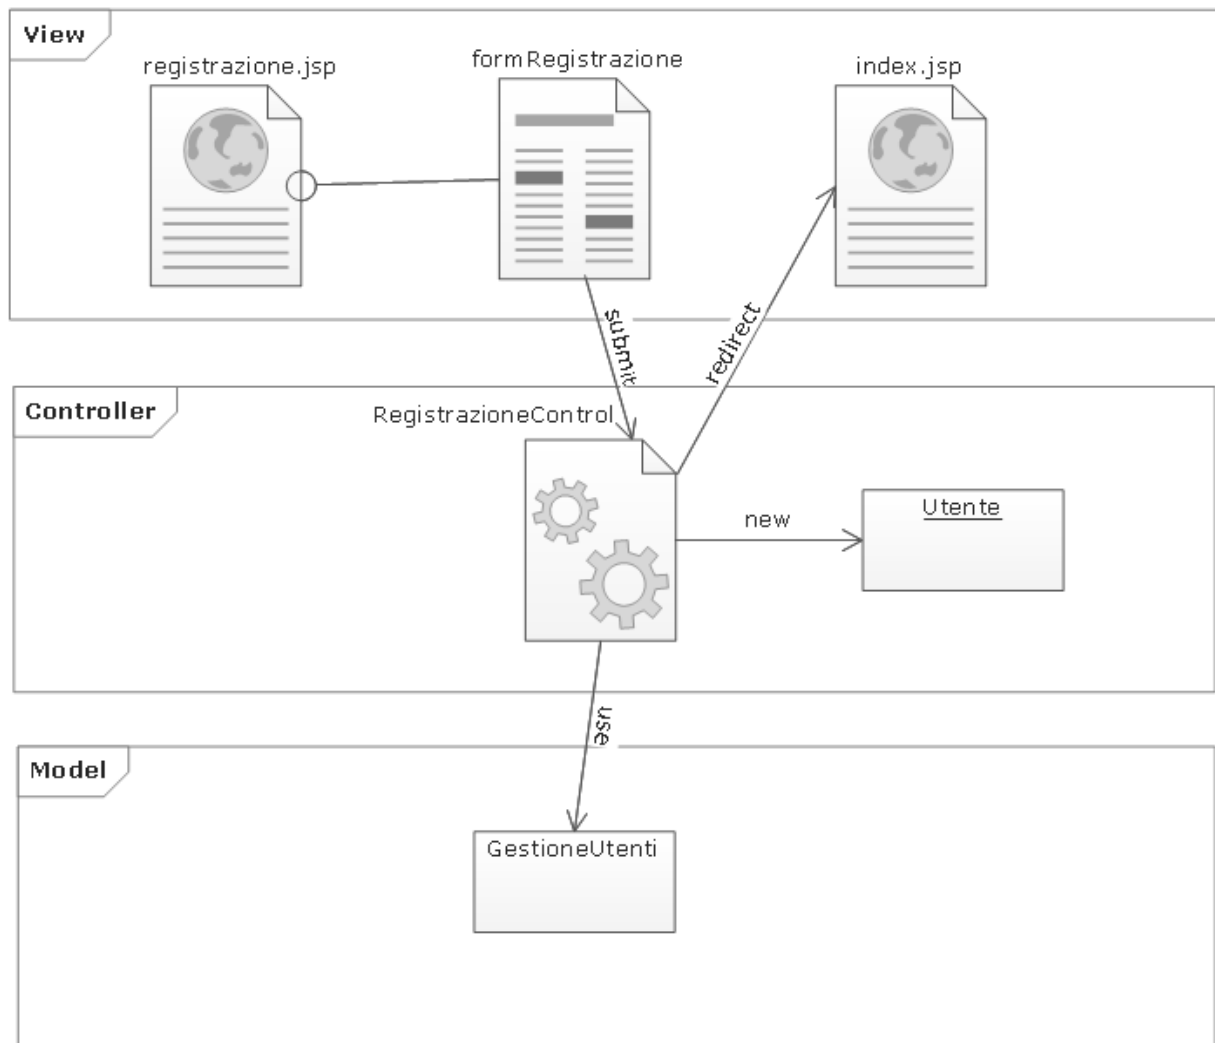 View
registrazione.jsp
formRegistrazione
index.jsp
submit
redirect
Controller
RegistrazioneControl
new
Utente
use
Model
GestioneUtenti